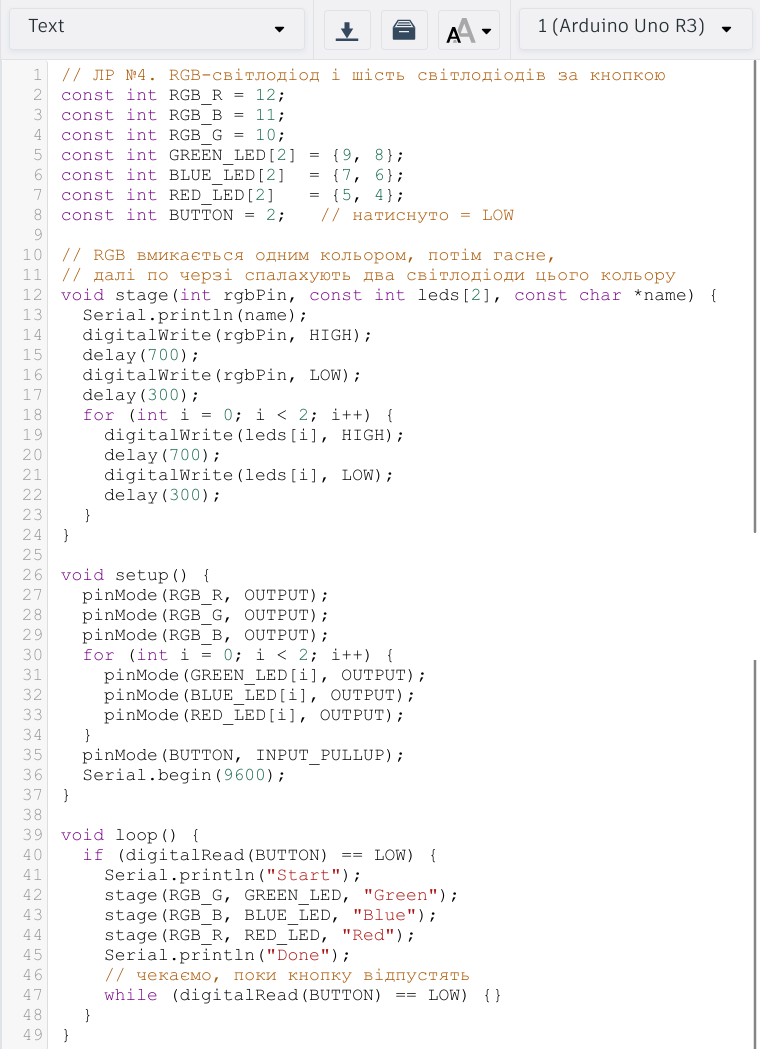 Text
1 (Arduino Uno R3)
1 // ЛР №4. RGB-світлодіод і шість світлодіодів за кнопкою
2 const int RGB_R = 12;
3 const int RGB_B = 11;
4 const int RGB_G = 10;
5 const int GREEN_LED[2] = {9, 8};
6 const int BLUE_LED[2]  = {7, 6};
7 const int RED_LED[2]   = {5, 4};
8 const int BUTTON = 2;   // натиснуто = LOW
9
10 // RGB вмикається одним кольором, потім гасне,
11 // далі по черзі спалахують два світлодіоди цього кольору
12 void stage(int rgbPin, const int leds[2], const char *name) {
13   Serial.println(name);
14   digitalWrite(rgbPin, HIGH);
15   delay(700);
16   digitalWrite(rgbPin, LOW);
17   delay(300);
18   for (int i = 0; i < 2; i++) {
19     digitalWrite(leds[i], HIGH);
20     delay(700);
21     digitalWrite(leds[i], LOW);
22     delay(300);
23   }
24 }
25
26 void setup() {
27   pinMode(RGB_R, OUTPUT);
28   pinMode(RGB_G, OUTPUT);
29   pinMode(RGB_B, OUTPUT);
30   for (int i = 0; i < 2; i++) {
31     pinMode(GREEN_LED[i], OUTPUT);
32     pinMode(BLUE_LED[i], OUTPUT);
33     pinMode(RED_LED[i], OUTPUT);
34   }
35   pinMode(BUTTON, INPUT_PULLUP);
36   Serial.begin(9600);
37 }
38
39 void loop() {
40   if (digitalRead(BUTTON) == LOW) {
41     Serial.println("Start");
42     stage(RGB_G, GREEN_LED, "Green");
43     stage(RGB_B, BLUE_LED, "Blue");
44     stage(RGB_R, RED_LED, "Red");
45     Serial.println("Done");
46     // чекаємо, поки кнопку відпустять
47     while (digitalRead(BUTTON) == LOW) {}
48   }
49 }